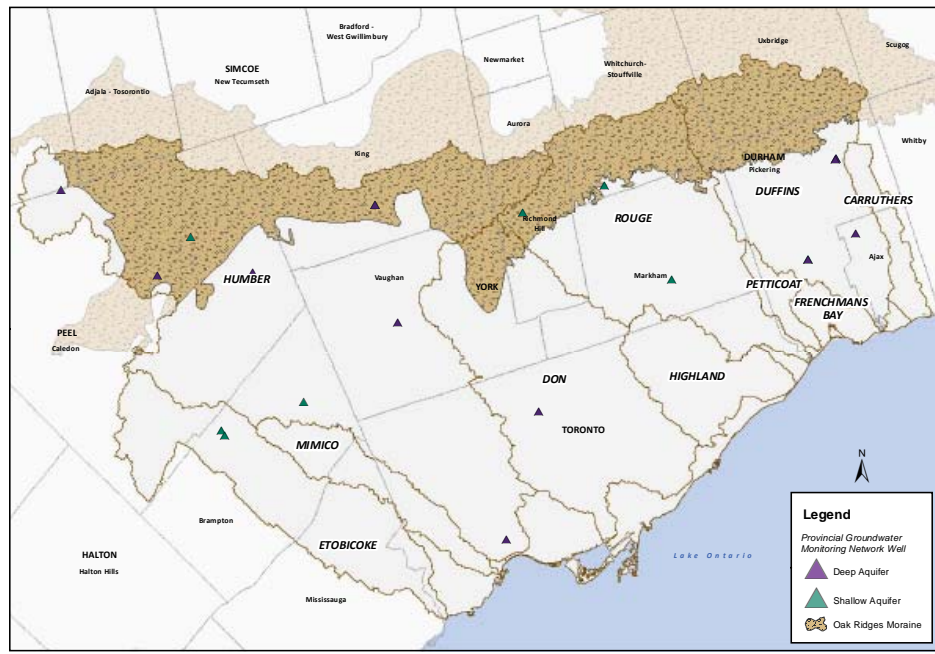 Bradford -
West Gwillimbury
Uxbridge
Scugog
Newmarket
Whitchurch-
Stouffville
SIMCOE
New Tecumseth
Adjala - Tosorontio
Aurora
King
Whitby
DURHAM
Pickering
DUFFINS
CARRUTHERS
ROUGE
Richmond
Hill
Ajax
HUMBER
Vaughan
Markham
YORK
PETTICOAT
FRENCHMANS
BAY
PEEL
Caledon
DON
HIGHLAND
TORONTO
MIMICO
N
Brampton
ETOBICOKE
HALTON
Halton Hills
Mississauga
Lake Ontario
Legend
Provincial Groundwater
Monitoring Network Well
Deep Aquifer
Shallow Aquifer
Oak Ridges Moraine